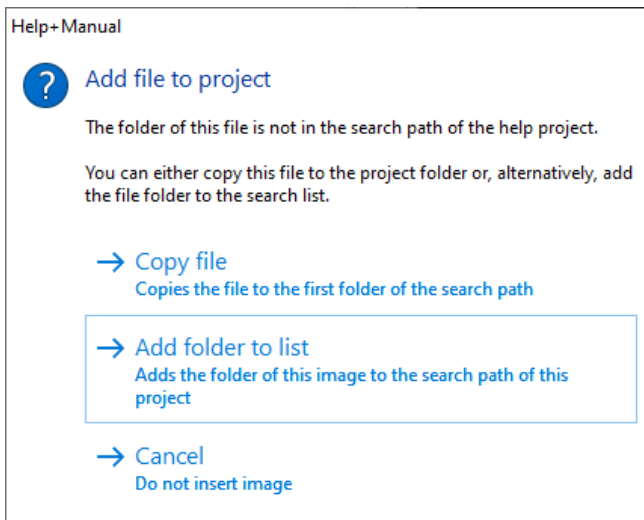 Help+Manual
?
Add file to project
The folder of this file is not in the search path of the help project.
You can either copy this file to the project folder or, alternatively, add
the file folder to the search list.
Copy file
Copies the file to the first folder of the search path
Add folder to list
Adds the folder of this image to the search path of this
project
Cancel
Do not insert image